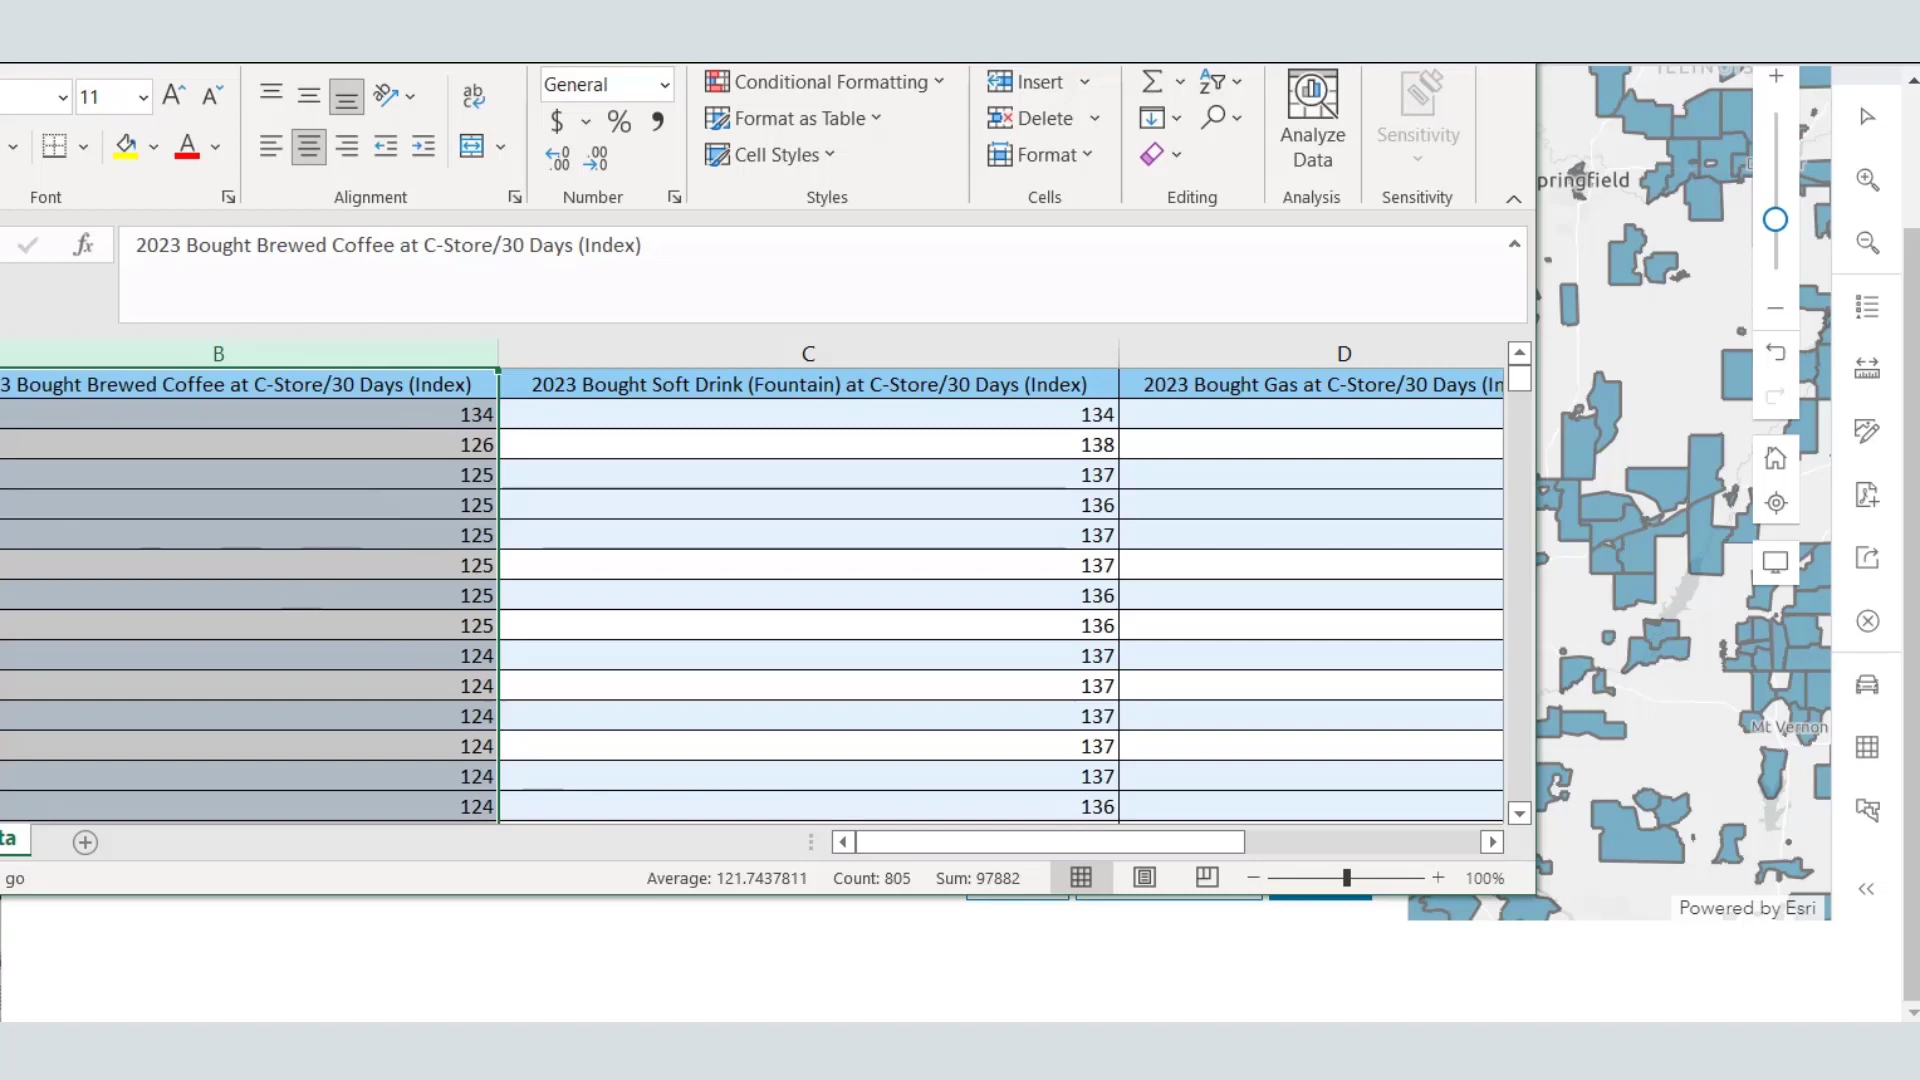 11
General
Conditional Formatting
Insert
Format as Table
Delete
Analyze Data
Sensitivity
Cell Styles
Format
Font
Alignment
Number
Styles
Cells
Editing
Analysis
Sensitivity
2023 Bought Brewed Coffee at C-Store/30 Days (Index)
B
C
D
3 Bought Brewed Coffee at C-Store/30 Days (Index)
2023 Bought Soft Drink (Fountain) at C-Store/30 Days (Index)
2023 Bought Gas at C-Store/30 Days (In
134
134
126
138
125
137
125
136
125
137
125
137
125
136
125
136
124
137
124
137
124
137
124
137
124
137
124
136
ta
go
Average: 121.7437811
Count: 805
Sum: 97882
100%
ILLINOIS
pringfield
Mt Vernon
Powered by Esri